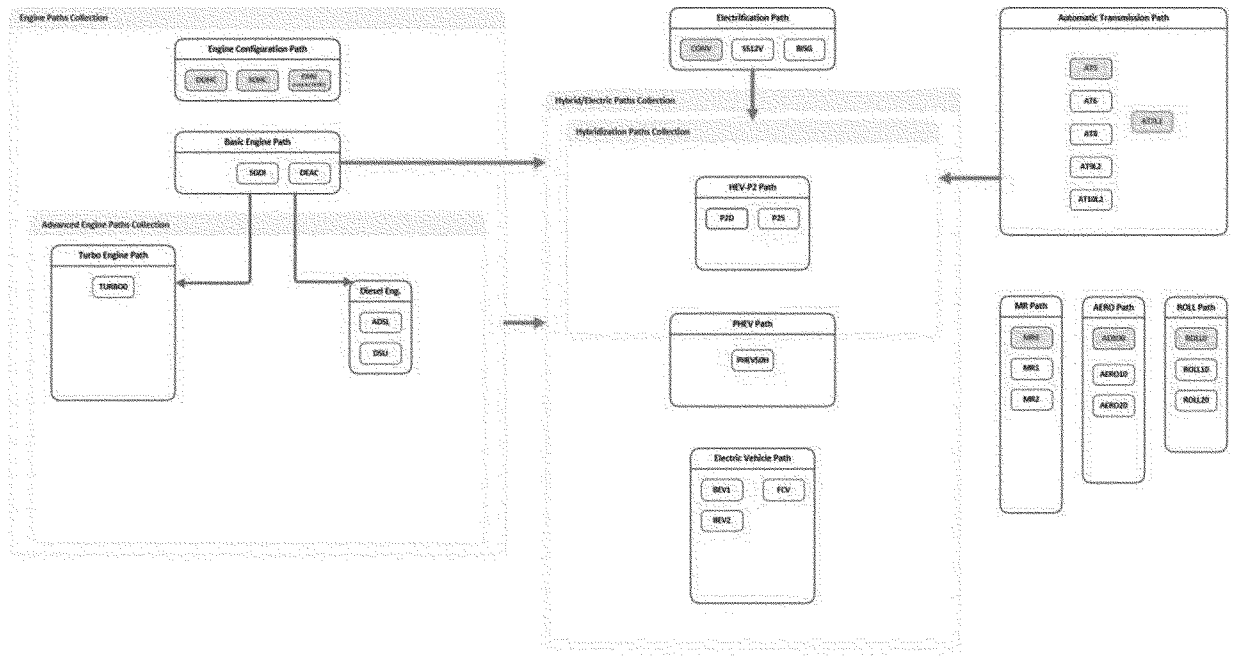 Engine Paths Collection
Engine Configuration Path
DOHC
SOHC
Basic Engine Path
SGDI
DEAC
Advanced Engine Paths Collection
Turbo Engine Path
TURBO0
Diesel Eng.
ADSL
DSLI
Electrification Path
CONV
SS12V
BISG
Hybrid/Electric Paths Collection
Hybridization Paths Collection
HEV-P2 Path
P2D
P2S
PHEV Path
PHEV50H
Electric Vehicle Path
BEV1
FCV
BEV2
Automatic Transmission Path
AT5
AT6
AT8
AT9L2
AT10L2
MR Path
MR0
MR1
MR2
AERO Path
AERO0
AERO10
AERO20
ROLL Path
ROLL0
ROLL10
ROLL20